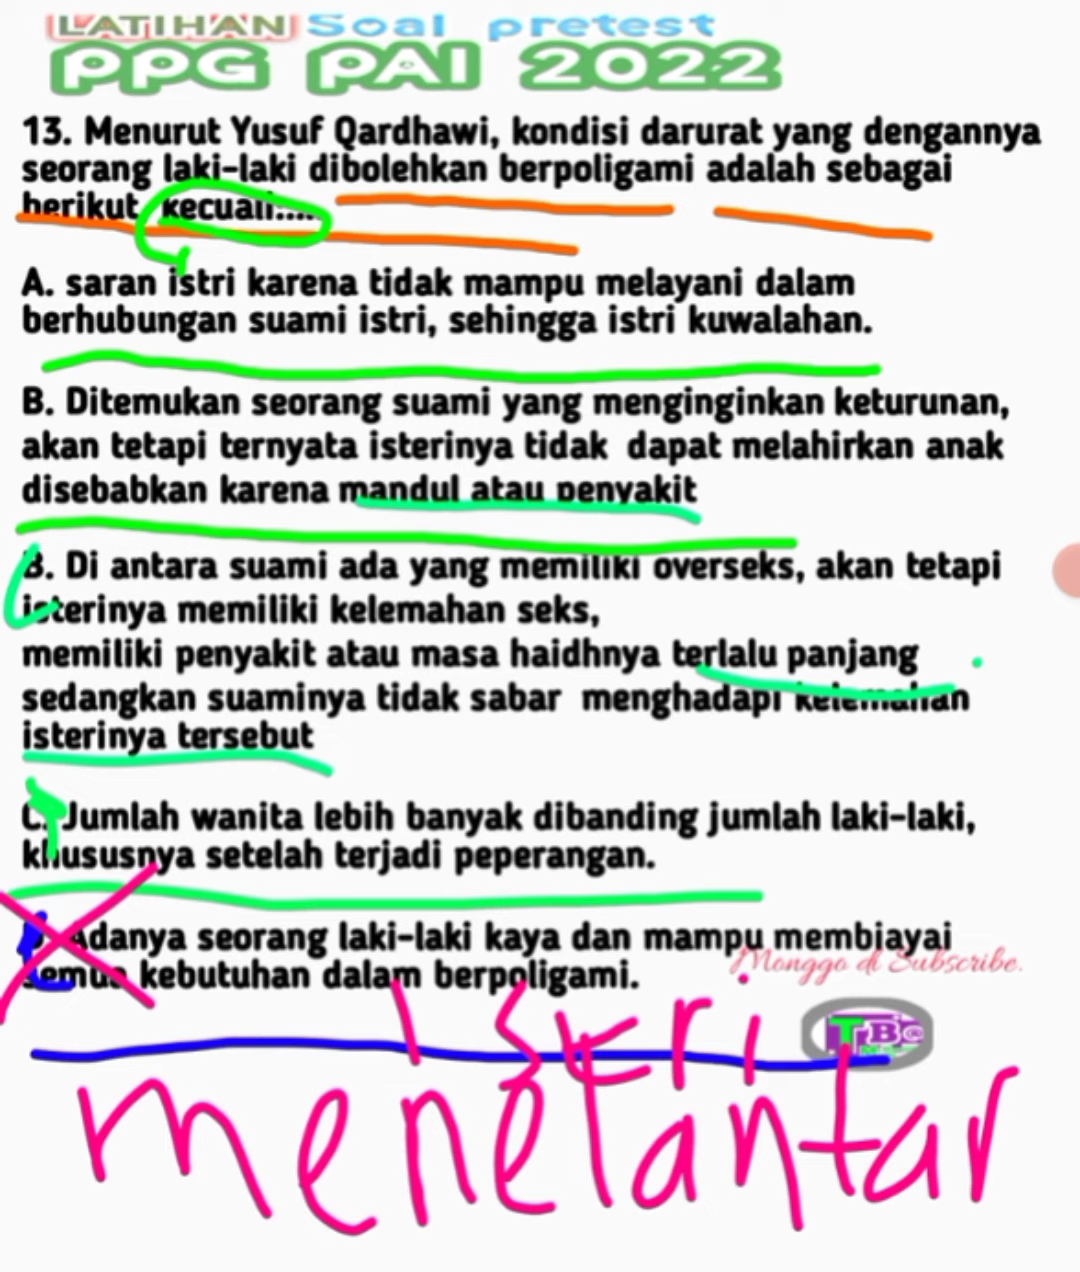 LATIHAN Soal pretest
PPG PAI 2022
13. Menurut Yusuf Qardhawi, kondisi darurat yang dengannya
seorang laki-laki dibolehkan berpoligami adalah sebagai
berikut kecuali....
A. saran istri karena tidak mampu melayani dalam
berhubungan suami istri, sehingga istri kuwalahan.
B. Ditemukan seorang suami yang menginginkan keturunan,
akan tetapi ternyata isterinya tidak dapat melahirkan anak
disebabkan karena mandul atau penyakit
B. Di antara suami ada yang memiliki overseks, akan tetapi
isterinya memiliki kelemahan seks,
memiliki penyakit atau masa haidhnya terlalu panjang
sedangkan suaminya tidak sabar menghadapi kelemahan
isterinya tersebut
C. Jumlah wanita lebih banyak dibanding jumlah laki-laki,
khususnya setelah terjadi peperangan.
D. Adanya seorang laki-laki kaya dan mampu membiayai
semua kebutuhan dalam berpoligami.
Monggo di Subscribe.
TB@
istri
menelantar